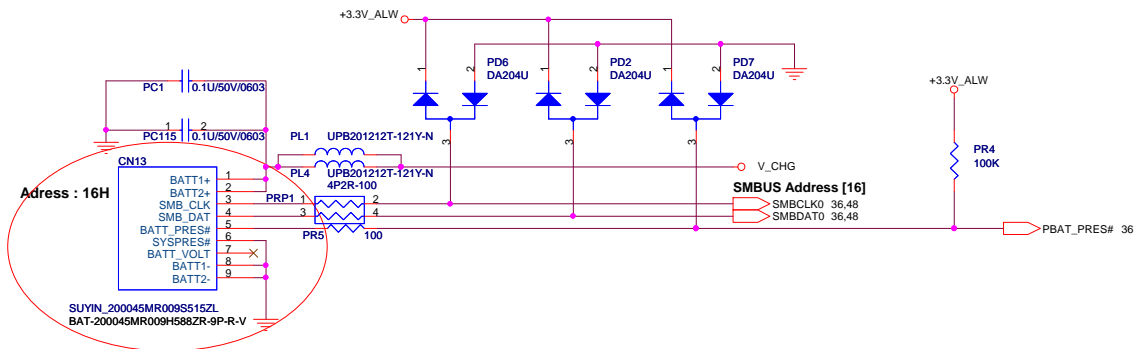 +3.3V_ALW
1
2
PD6
DA204U
1
2
PD2
DA204U
1
2
PD7
DA204U
3
3
3
+3.3V_ALW
PR4
100K
PC1
0.1U/50V/0603
1
2
PC115
0.1U/50V/0603
PL1
UPB201212T-121Y-N
PL4
UPB201212T-121Y-N
4P2R-100
V_CHG
Adress : 16H
CN13
BATT1+
1
BATT2+
2
SMB_CLK
3
SMB_DAT
4
BATT_PRES#
5
SYSPRES#
6
BATT_VOLT
7
BATT1-
8
BATT2-
9
PRP1
1
2
3
4
PR5
100
SMBUS Address [16]
SMBCLK0 36,48
SMBDAT0 36,48
PBAT_PRES# 36
SUYIN_200045MR009S515ZL
BAT-200045MR009H588ZR-9P-R-V